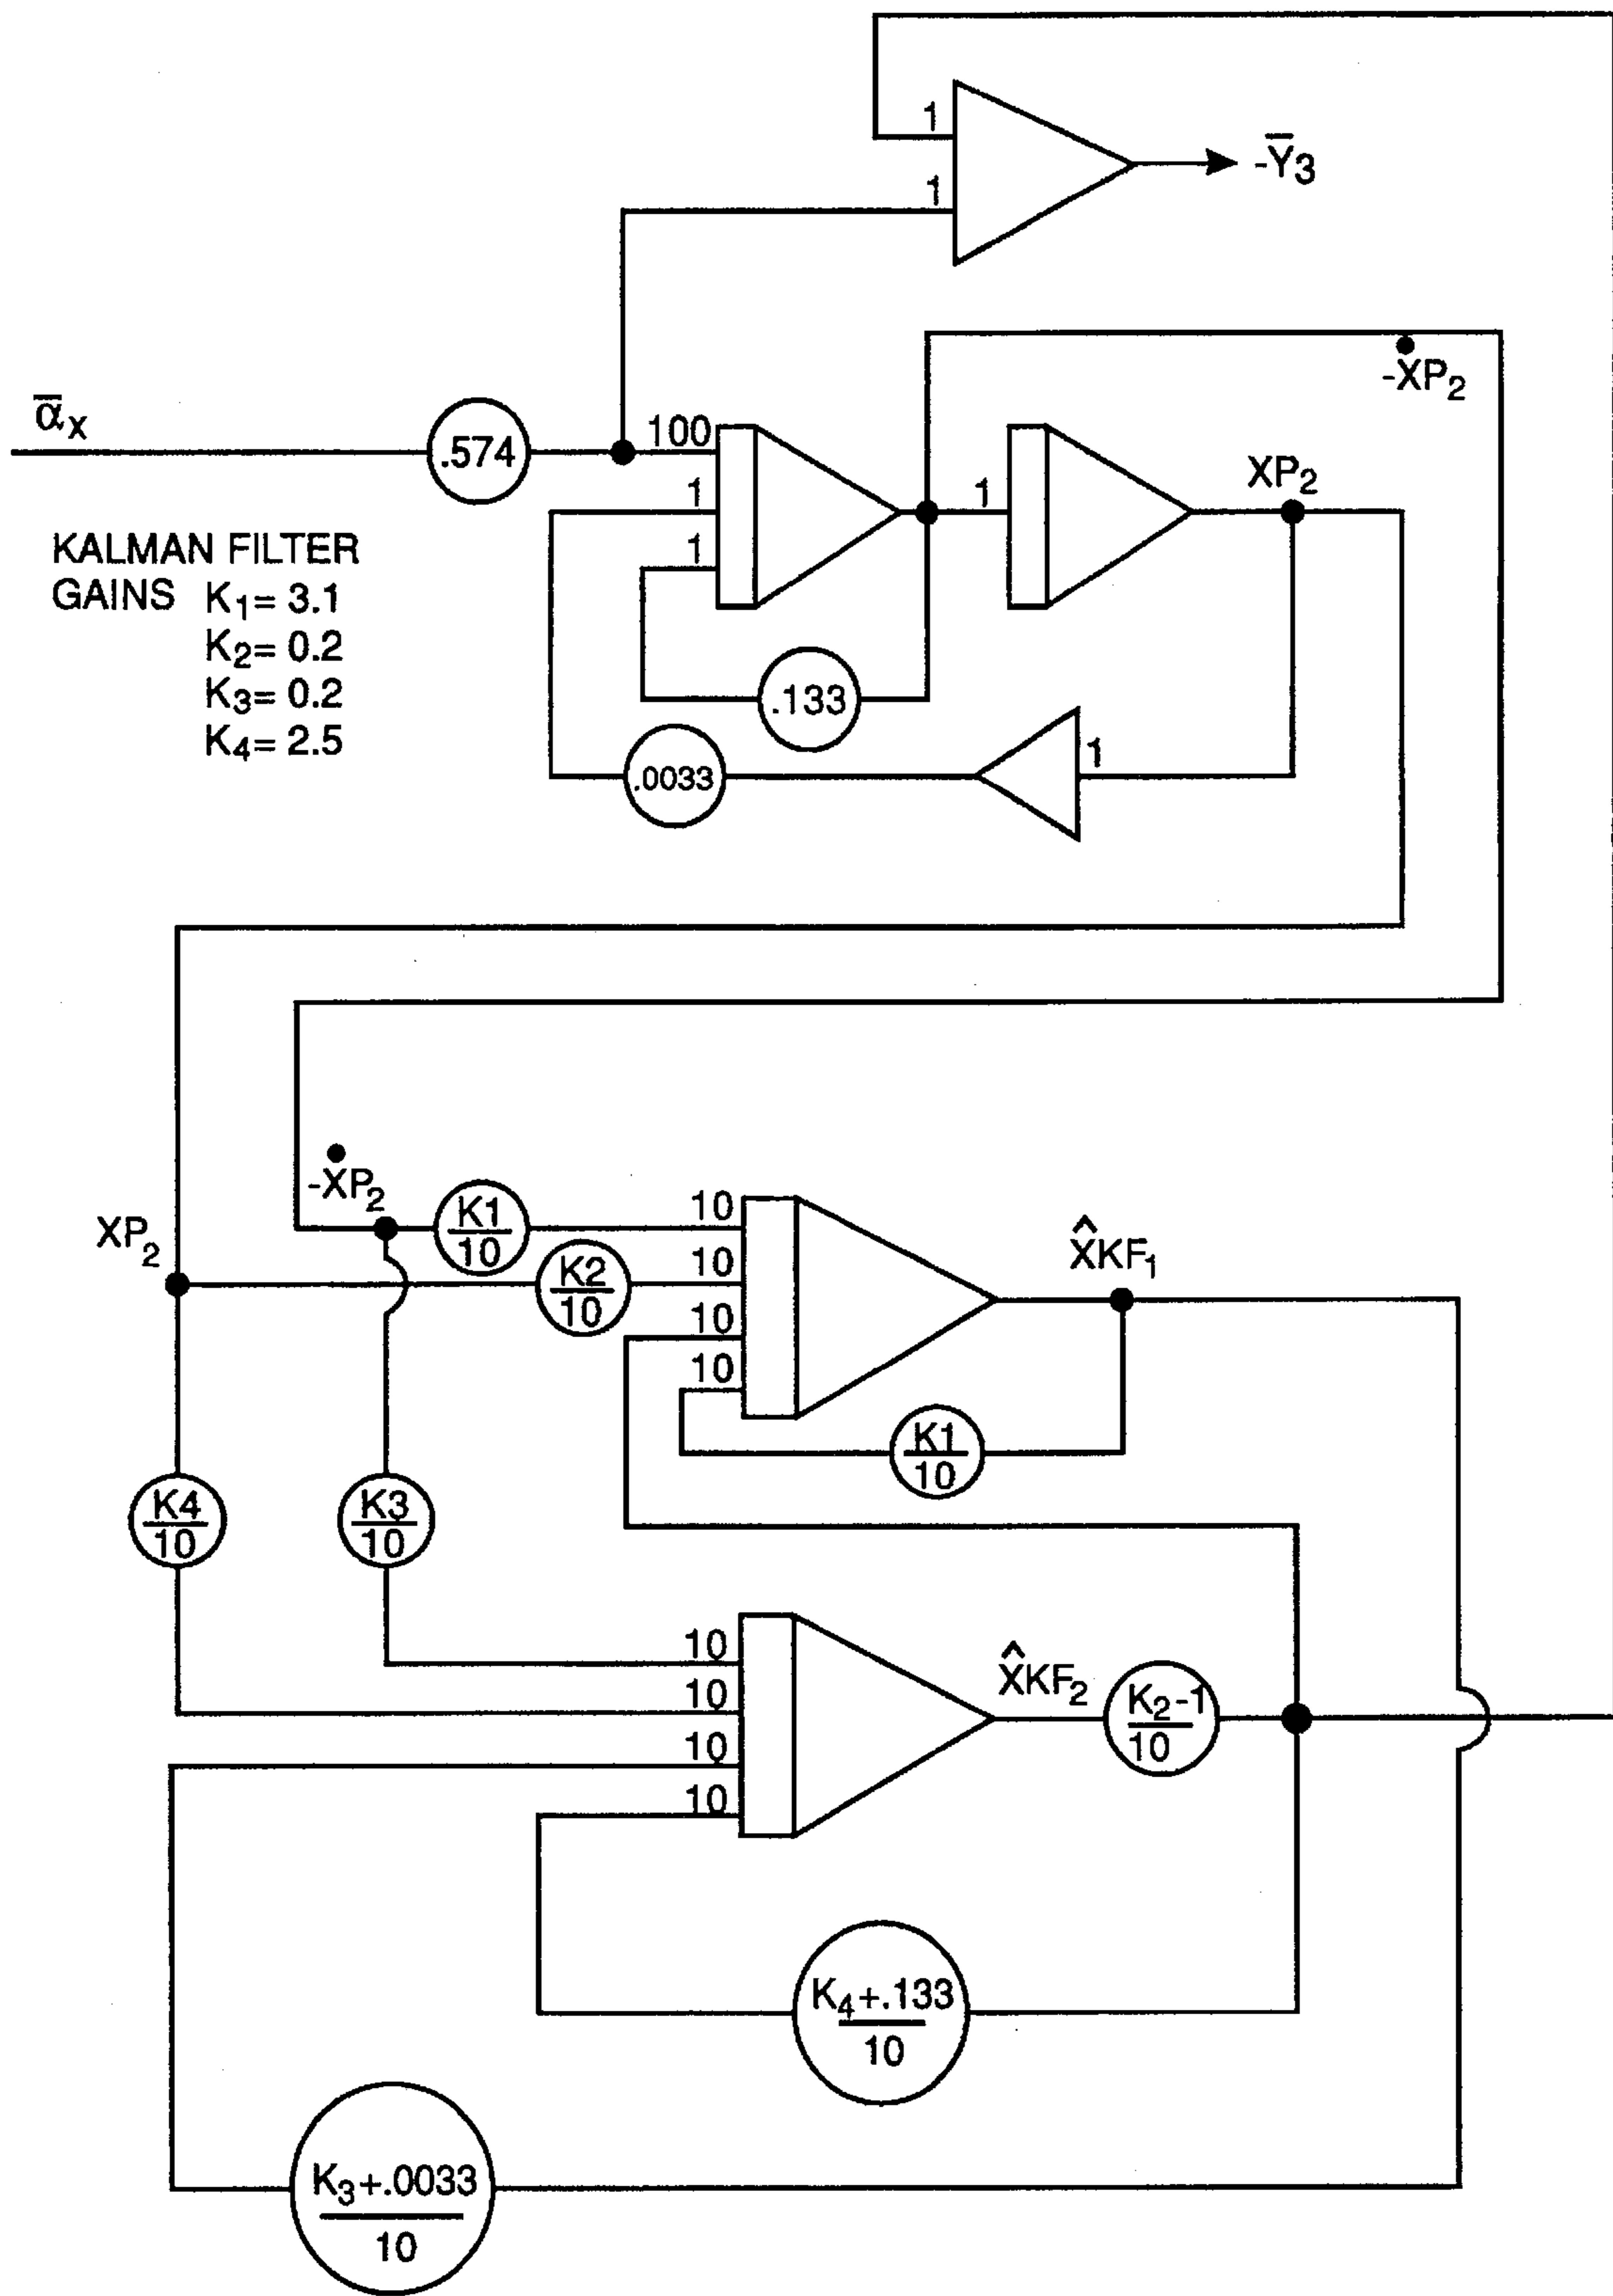 1
-Y̅3
1
-ẊP2
α̅x
.574
100
1
1
1
XP2
KALMAN FILTER
GAINS K1= 3.1
K2= 0.2
K3= 0.2
K4= 2.5
.133
.0033
1
-ẊP2
XP2
K1
10
10
K2
10
10
10
10
X̂KF1
K1
10
K4
10
K3
10
10
10
10
10
X̂KF2
K2-1
10
K4+.133
10
K3+.0033
10